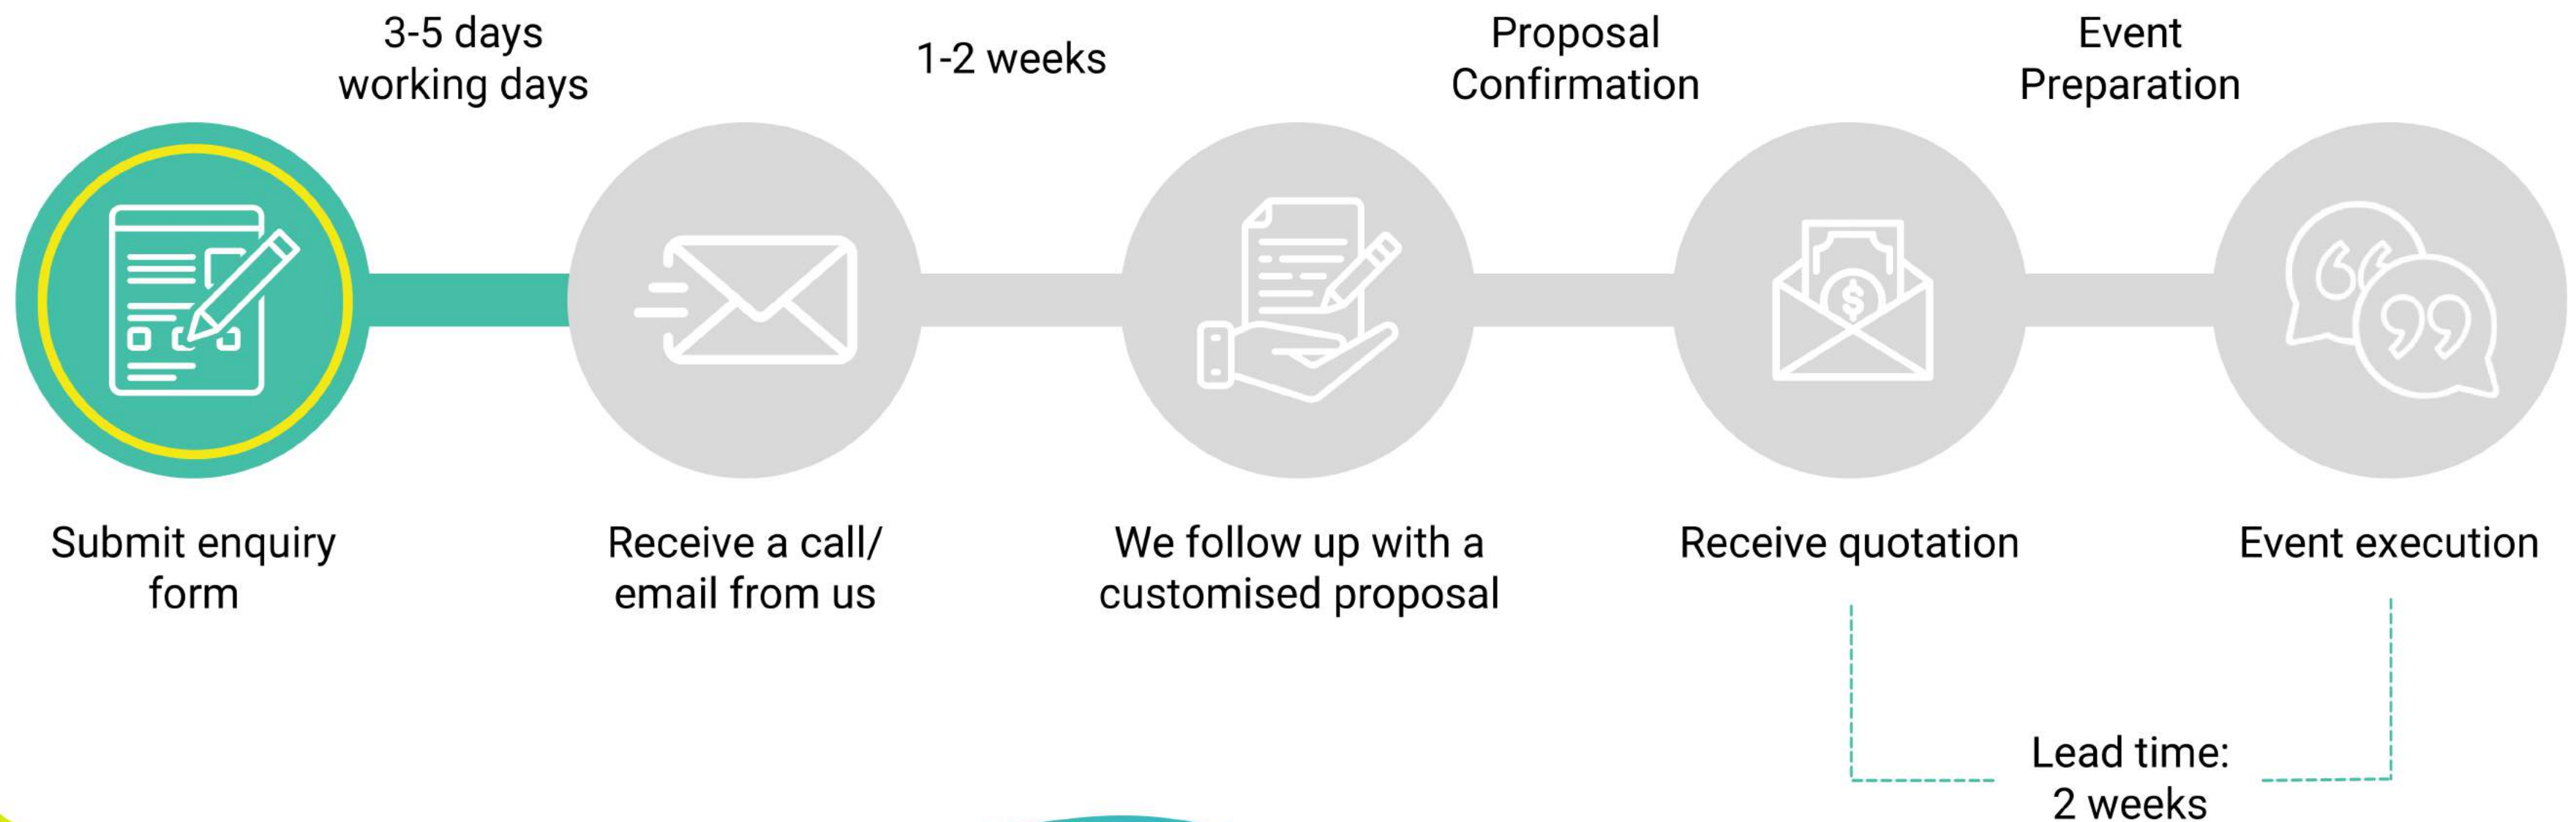 3-5 days
working days
1-2 weeks
Proposal
Confirmation
Event
Preparation
$
Submit enquiry
form
Receive a call/
email from us
We follow up with a
customised proposal
Receive quotation
Event execution
Lead time:
2 weeks